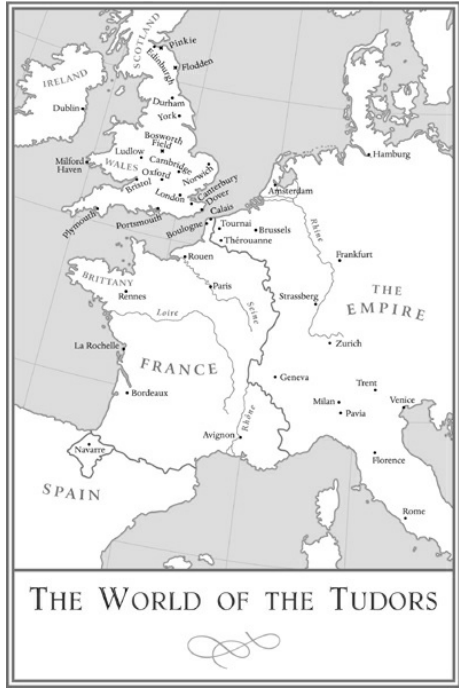 SCOTLAND
Pinkie
Edinburgh
Flodden
IRELAND
Dublin
Durham
York
Bosworth
Field
Ludlow
WALES
Cambridge
Milford
Haven
Oxford
Norwich
Bristol
London
Canterbury
Dover
Plymouth
Portsmouth
Calais
Boulogne
Tournai
Thérouanne
Brussels
Amsterdam
Hamburg
Rhine
Rouen
Frankfurt
BRITTANY
Rennes
Paris
Seine
Strassberg
THE
EMPIRE
Loire
La Rochelle
Zurich
FRANCE
Geneva
Trent
Bordeaux
Milan
Venice
Pavia
Rhône
Avignon
Navarre
Florence
SPAIN
Rome
THE WORLD OF THE TUDORS